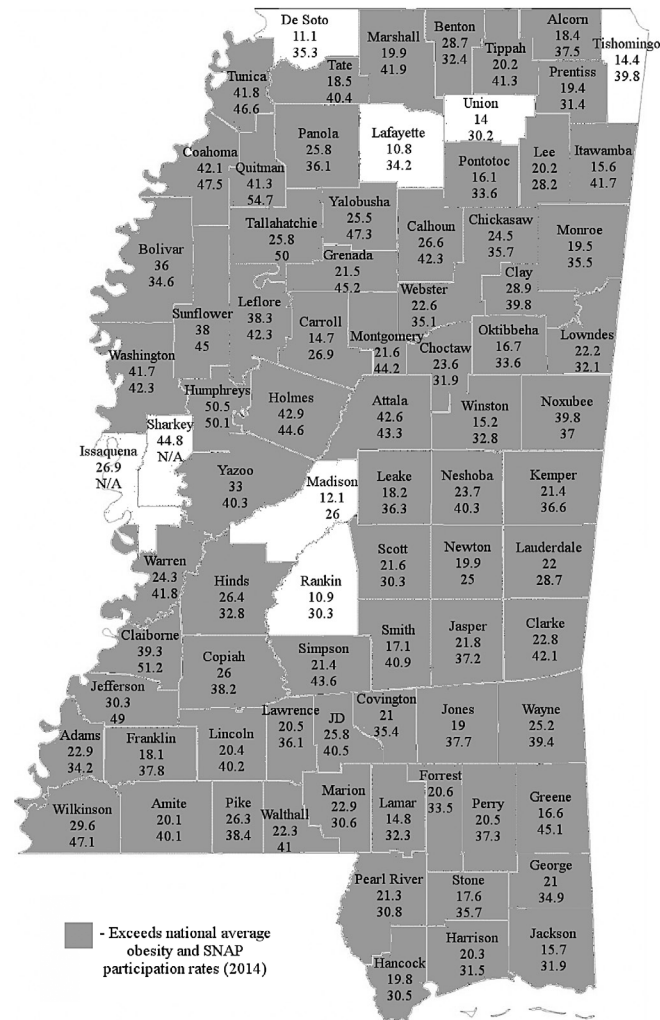 De Soto
11.1
35.3
Marshall
19.9
41.9
Benton
28.7
32.4
Tippah
20.2
41.3
Alcorn
18.4
37.5
Tishomingo
14.4
39.8
Prentiss
19.4
31.4
Tunica
41.8
46.6
Tate
18.5
40.4
Union
14
30.2
Panola
25.8
36.1
Lafayette
10.8
34.2
Coahoma
42.1
47.5
Quitman
41.3
54.7
Pontotoc
16.1
33.6
Lee
20.2
28.2
Itawamba
15.6
41.7
Yalobusha
25.5
47.3
Tallahatchie
25.8
50
Calhoun
26.6
42.3
Chickasaw
24.5
35.7
Monroe
19.5
35.5
Bolivar
36
34.6
Grenada
21.5
45.2
Clay
28.9
39.8
Sunflower
38
45
Leflore
38.3
42.3
Webster
22.6
35.1
Carroll
14.7
26.9
Montgomery
21.6
44.2
Choctaw
23.6
31.9
Oktibbeha
16.7
33.6
Lowndes
22.2
32.1
Washington
41.7
42.3
Humphreys
50.5
50.1
Holmes
42.9
44.6
Attala
42.6
43.3
Winston
15.2
32.8
Noxubee
39.8
37
Sharkey
44.8
N/A
Issaquena
26.9
N/A
Yazoo
33
40.3
Madison
12.1
26
Leake
18.2
36.3
Neshoba
23.7
40.3
Kemper
21.4
36.6
Warren
24.3
41.8
Hinds
26.4
32.8
Rankin
10.9
30.3
Scott
21.6
30.3
Newton
19.9
25
Lauderdale
22
28.7
Claiborne
39.3
51.2
Copiah
26
38.2
Simpson
21.4
43.6
Smith
17.1
40.9
Jasper
21.8
37.2
Clarke
22.8
42.1
Jefferson
30.3
49
Adams
22.9
34.2
Franklin
18.1
37.8
Lincoln
20.4
40.2
Lawrence
20.5
36.1
JD
25.8
40.5
Covington
21
35.4
Jones
19
37.7
Wayne
25.2
39.4
Wilkinson
29.6
47.1
Amite
20.1
40.1
Pike
26.3
38.4
Walthall
22.3
41
Marion
22.9
30.6
Lamar
14.8
32.3
Forrest
20.6
33.5
Perry
20.5
37.3
Greene
16.6
45.1
Pearl River
21.3
30.8
Stone
17.6
35.7
George
21
34.9
Hancock
19.8
30.5
Harrison
20.3
31.5
Jackson
15.7
31.9
- Exceeds national average
obesity and SNAP
participation rates (2014)